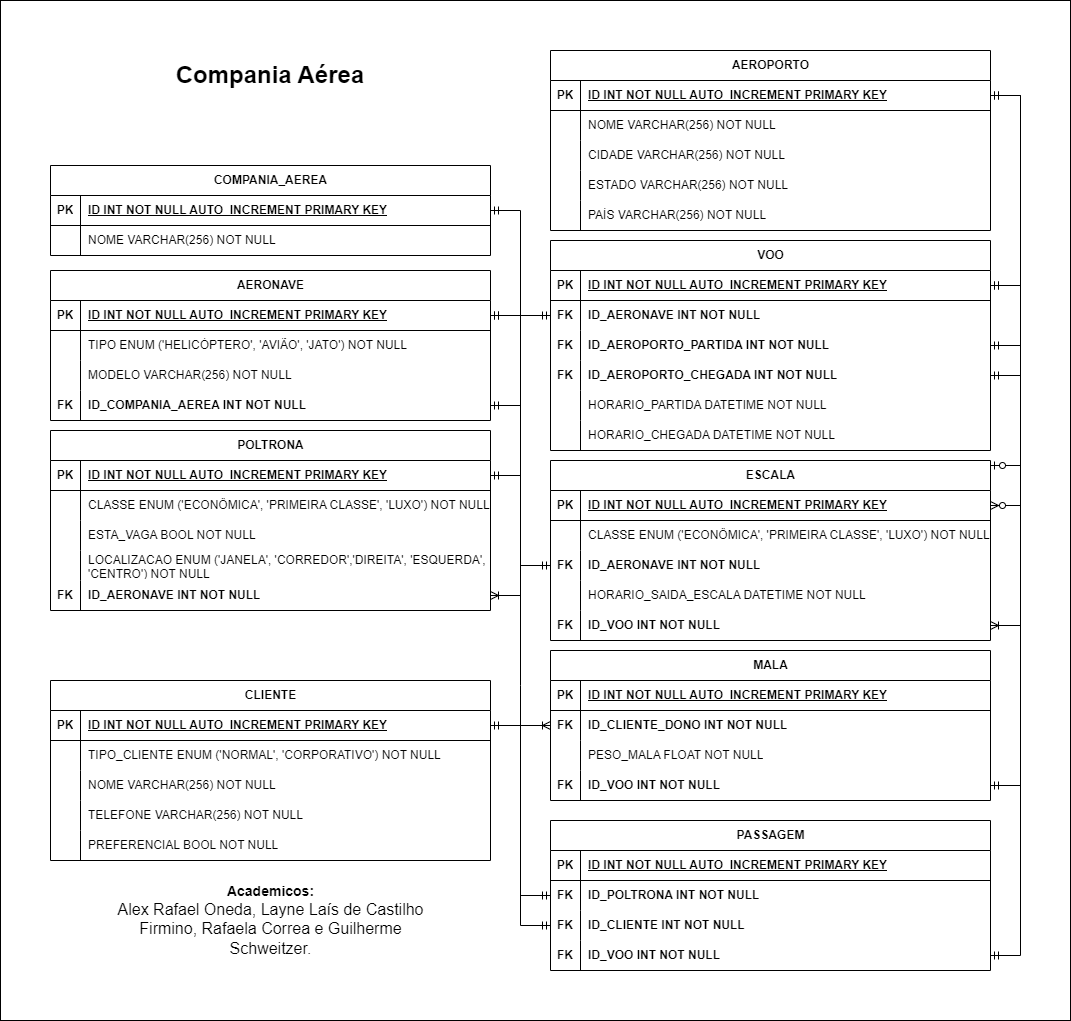 Compania Aérea
COMPANIA_AEREA
PK ID INT NOT NULL AUTO_INCREMENT PRIMARY KEY
NOME VARCHAR(256) NOT NULL
AERONAVE
PK ID INT NOT NULL AUTO_INCREMENT PRIMARY KEY
TIPO ENUM ('HELICÓPTERO', 'AVIÃO', 'JATO') NOT NULL
MODELO VARCHAR(256) NOT NULL
FK ID_COMPANIA_AEREA INT NOT NULL
POLTRONA
PK ID INT NOT NULL AUTO_INCREMENT PRIMARY KEY
CLASSE ENUM ('ECONÔMICA', 'PRIMEIRA CLASSE', 'LUXO') NOT NULL
ESTA_VAGA BOOL NOT NULL
LOCALIZACAO ENUM ('JANELA', 'CORREDOR','DIREITA', 'ESQUERDA',
'CENTRO') NOT NULL
FK ID_AERONAVE INT NOT NULL
CLIENTE
PK ID INT NOT NULL AUTO_INCREMENT PRIMARY KEY
TIPO_CLIENTE ENUM ('NORMAL', 'CORPORATIVO') NOT NULL
NOME VARCHAR(256) NOT NULL
TELEFONE VARCHAR(256) NOT NULL
PREFERENCIAL BOOL NOT NULL
Academicos:
Alex Rafael Oneda, Layne Laís de Castilho
Firmino, Rafaela Correa e Guilherme
Schweitzer.
AEROPORTO
PK ID INT NOT NULL AUTO_INCREMENT PRIMARY KEY
NOME VARCHAR(256) NOT NULL
CIDADE VARCHAR(256) NOT NULL
ESTADO VARCHAR(256) NOT NULL
PAÍS VARCHAR(256) NOT NULL
VOO
PK ID INT NOT NULL AUTO_INCREMENT PRIMARY KEY
FK ID_AERONAVE INT NOT NULL
FK ID_AEROPORTO_PARTIDA INT NOT NULL
FK ID_AEROPORTO_CHEGADA INT NOT NULL
HORARIO_PARTIDA DATETIME NOT NULL
HORARIO_CHEGADA DATETIME NOT NULL
ESCALA
PK ID INT NOT NULL AUTO_INCREMENT PRIMARY KEY
CLASSE ENUM ('ECONÔMICA', 'PRIMEIRA CLASSE', 'LUXO') NOT NULL
FK ID_AERONAVE INT NOT NULL
HORARIO_SAIDA_ESCALA DATETIME NOT NULL
FK ID_VOO INT NOT NULL
MALA
PK ID INT NOT NULL AUTO_INCREMENT PRIMARY KEY
FK ID_CLIENTE_DONO INT NOT NULL
PESO_MALA FLOAT NOT NULL
FK ID_VOO INT NOT NULL
PASSAGEM
PK ID INT NOT NULL AUTO_INCREMENT PRIMARY KEY
FK ID_POLTRONA INT NOT NULL
FK ID_CLIENTE INT NOT NULL
FK ID_VOO INT NOT NULL